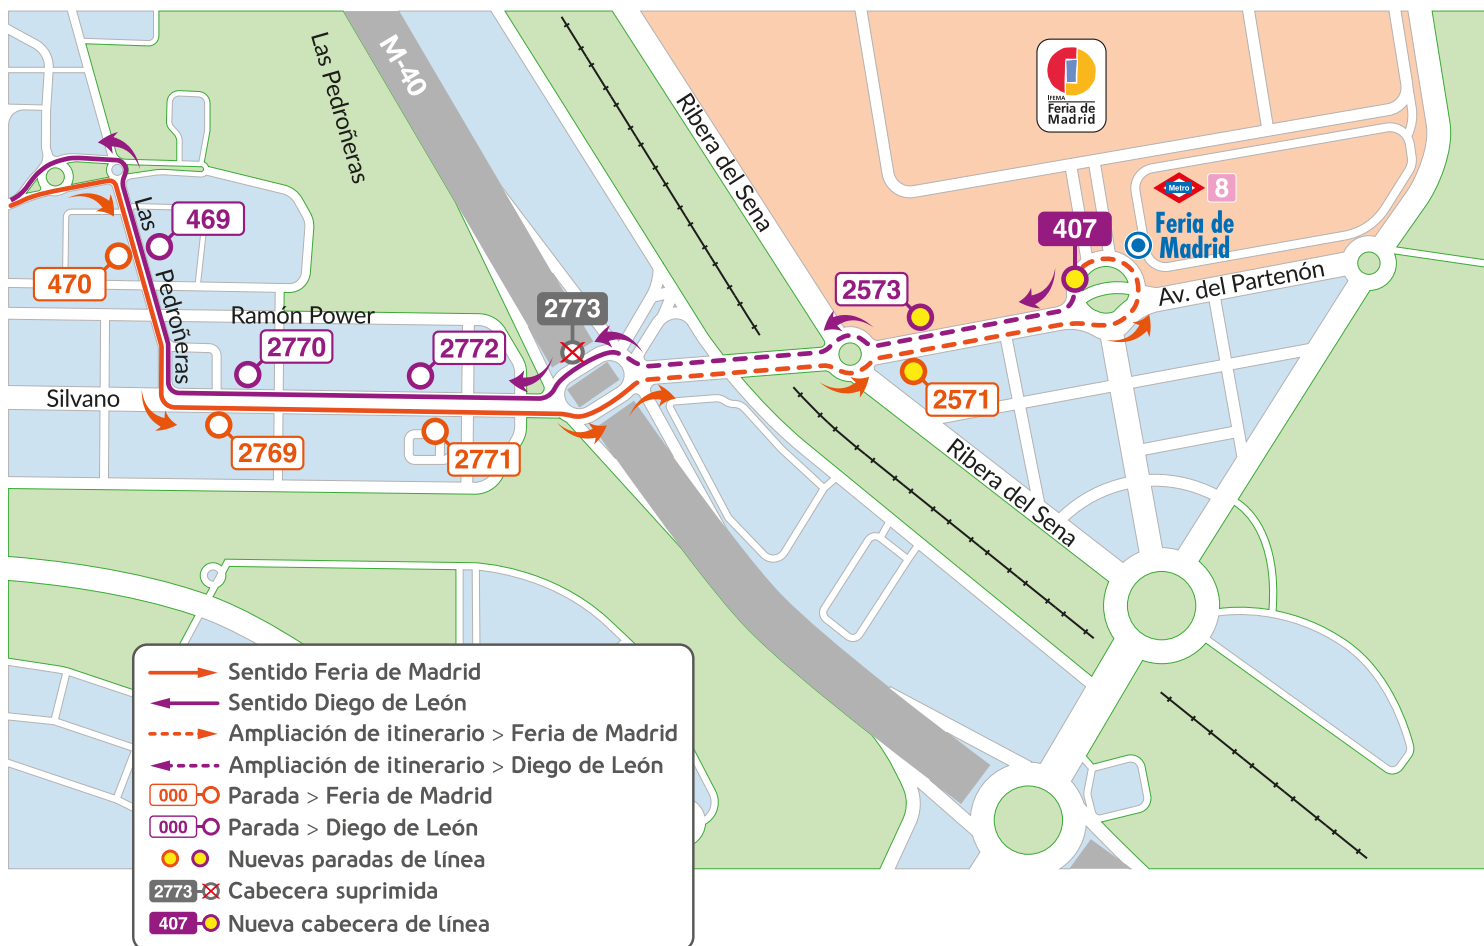 Las Pedroñeras
M-40
Ribera del Sena
IFEMA
Feria de
Madrid
Metro
8
Feria de
Madrid
469
470
Las
Pedroñeras
407
2573
Av. del Partenón
2773
Ramón Power
2770
2772
Silvano
2571
2769
2771
Ribera del Sena
Sentido Feria de Madrid
Sentido Diego de León
Ampliación de itinerario > Feria de Madrid
Ampliación de itinerario > Diego de León
000 Parada > Feria de Madrid
000 Parada > Diego de León
Nuevas paradas de línea
2773 Cabecera suprimida
407 Nueva cabecera de línea